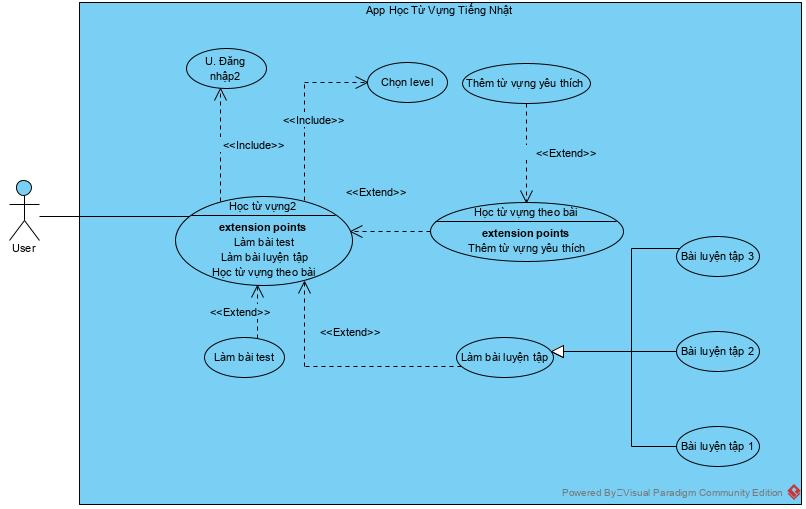 App Học Từ Vựng Tiếng Nhật
U. Đăng
nhập2
Chọn level
Thêm từ vựng yêu thích
<<Include>>
<<Include>>
<<Extend>>
<<Extend>>
Học từ vựng2
extension points
Làm bài test
Làm bài luyện tập
Học từ vựng theo bài
Học từ vựng theo bài
extension points
Thêm từ vựng yêu thích
User
Bài luyện tập 3
<<Extend>>
<<Extend>>
Làm bài test
Làm bài luyện tập
Bài luyện tập 2
Bài luyện tập 1
Powered By Visual Paradigm Community Edition